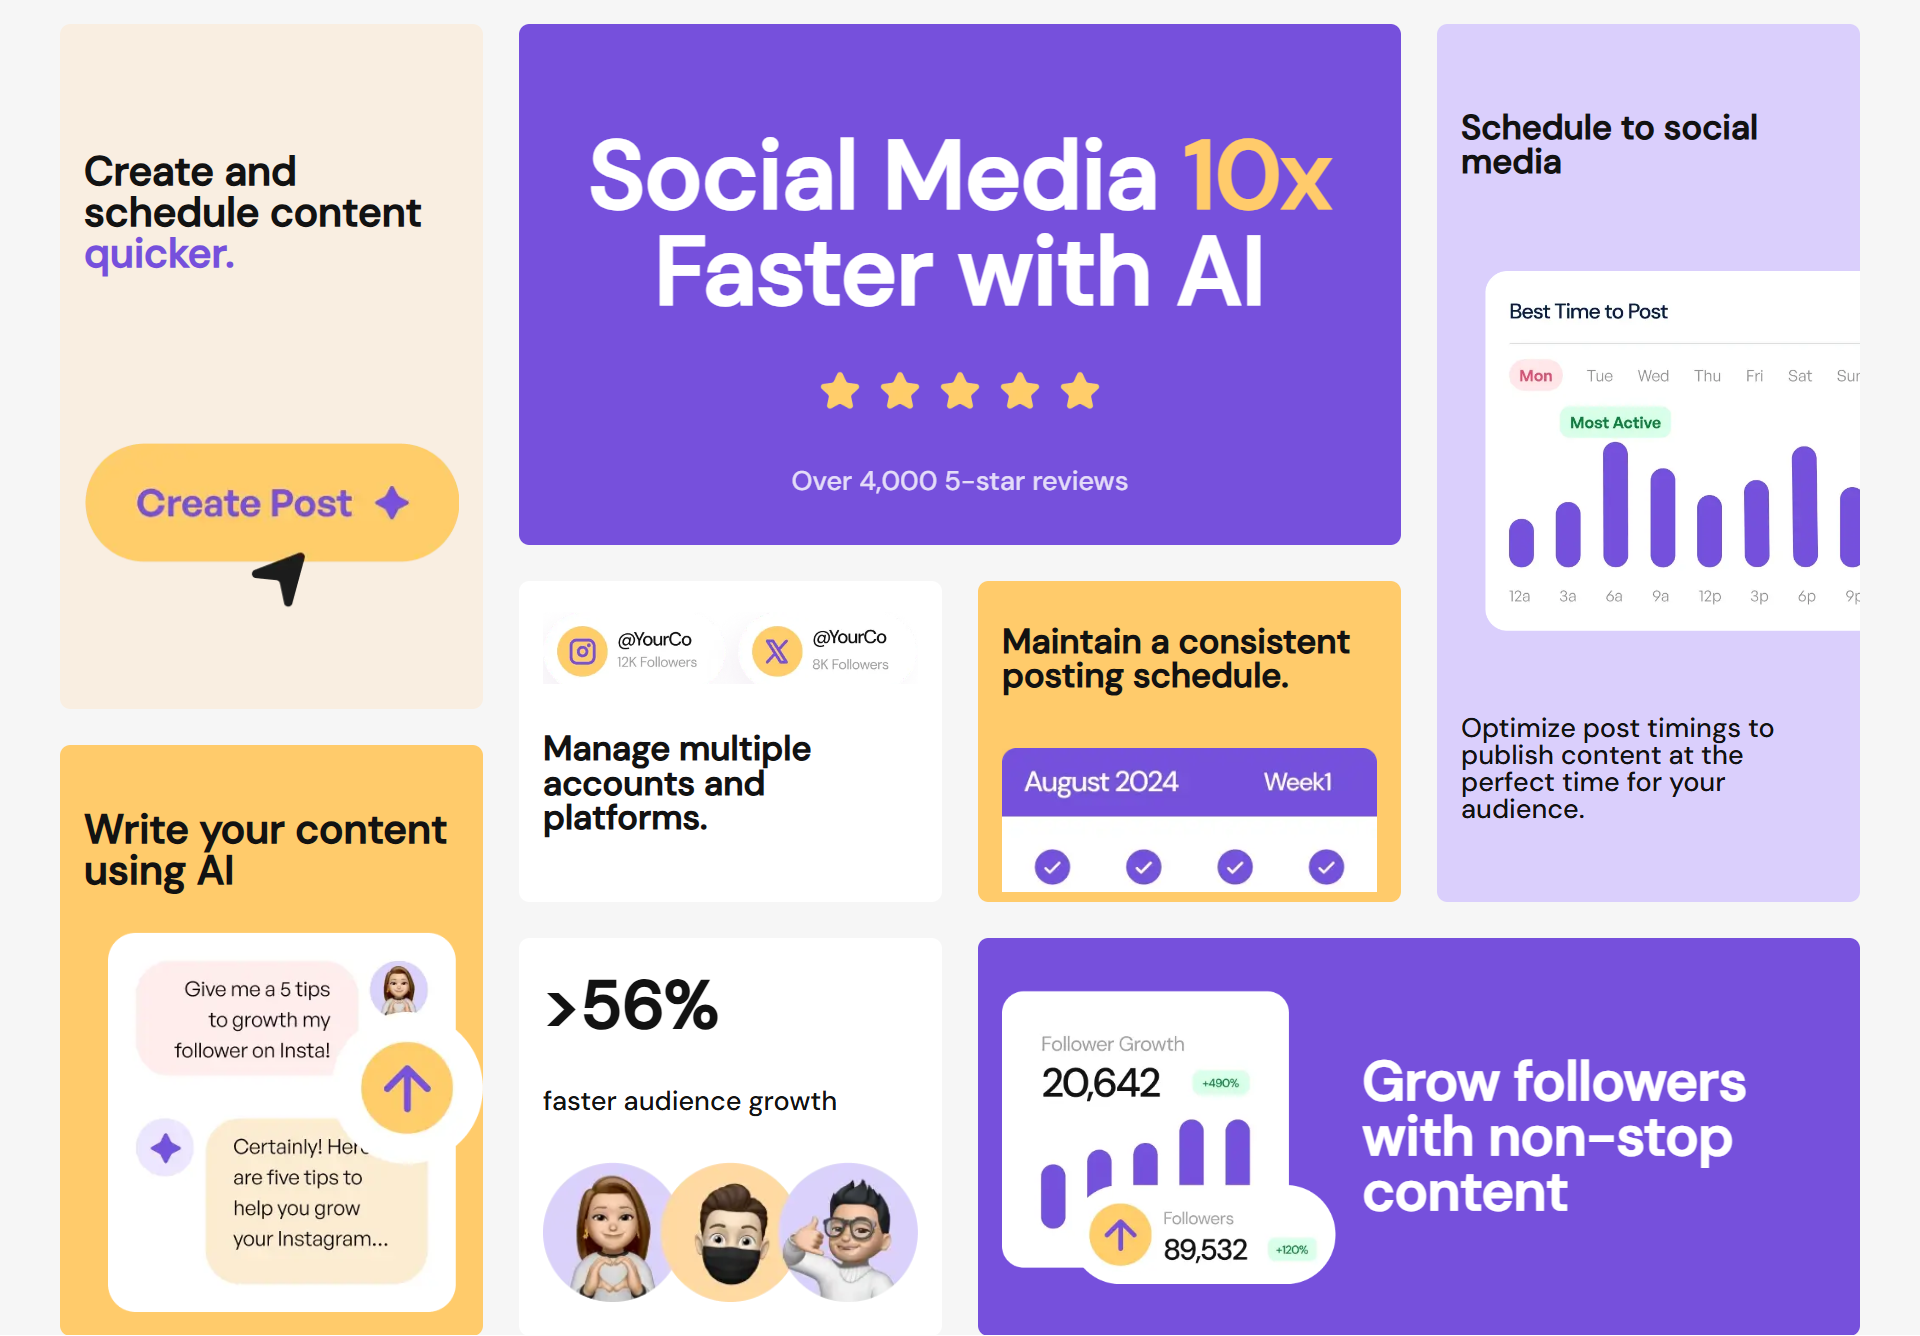 Create and
schedule content
quicker.
Create Post
Write your content
using AI
Give me a 5 tips
to growth my
follower on Insta!
Certainly! Here
are five tips to
help you grow
your Instagram...
Social Media 10x
Faster with AI
Over 4,000 5-star reviews
@YourCo
12K Followers
@YourCo
8K Followers
Manage multiple
accounts and
platforms.
Maintain a consistent
posting schedule.
August 2024 Week1
>56%
faster audience growth
Schedule to social
media
Best Time to Post
Mon Tue Wed Thu Fri Sat Sun
Most Active
12a 3a 6a 9a 12p 3p 6p 9p
Optimize post timings to
publish content at the
perfect time for your
audience.
Follower Growth
20,642 +490%
Followers
89,532 +120%
Grow followers
with non-stop
content